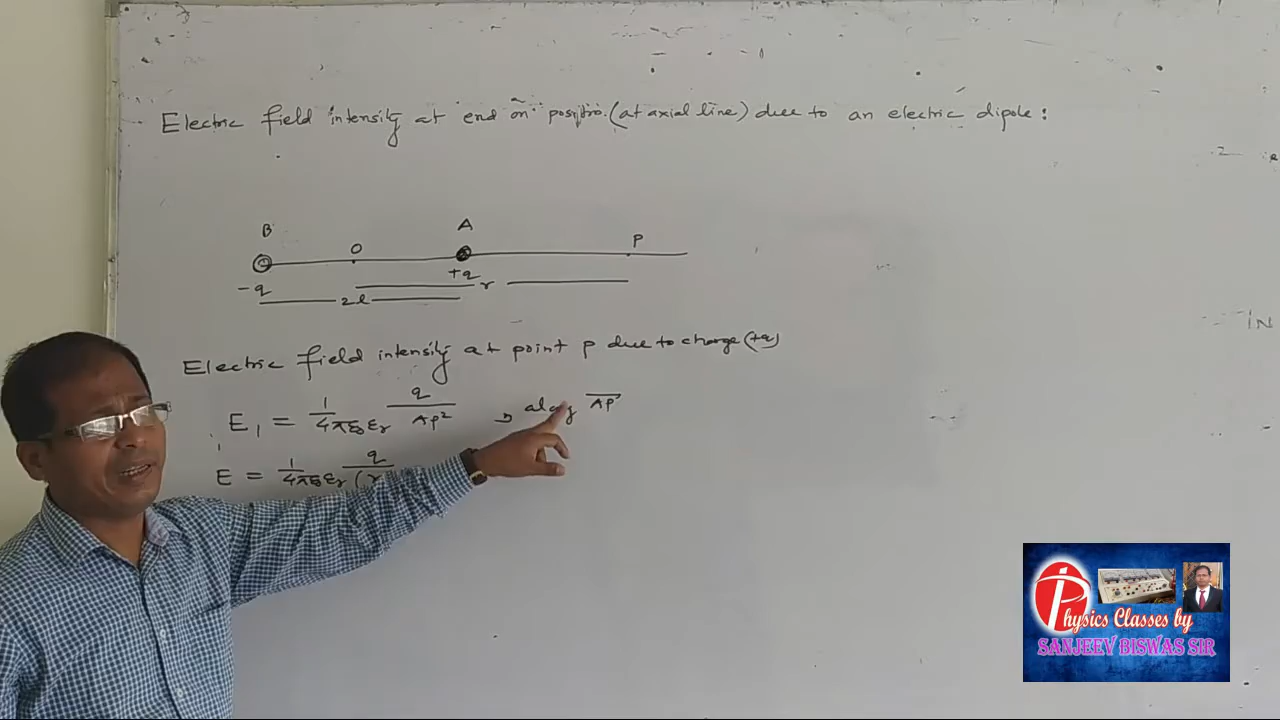 Electric field intensity at end on position (at axial line) due to an electric dipole:
B O A P
-q +q r
2l
Electric field intensity at point p due to charge (+q)
E₁ = 1/4πε₀εᵣ q/AP² , along AP
E = 1/4πε₀εᵣ q/(r
IN
Physics Classes by
SANJEEV BISWAS SIR